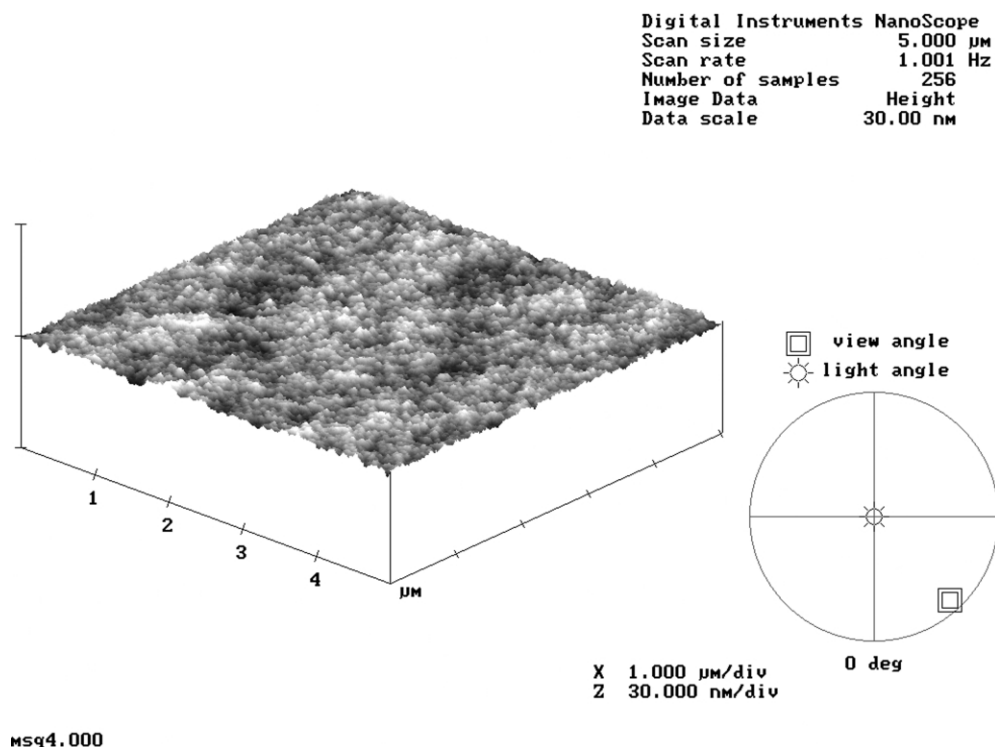 Digital Instruments NanoScope
Scan size 5.000 µm
Scan rate 1.001 Hz
Number of samples 256
Image Data Height
Data scale 30.00 nm
view angle
light angle
1
2
3
4
µm
0 deg
X 1.000 µm/div
Z 30.000 nm/div
msq4.000